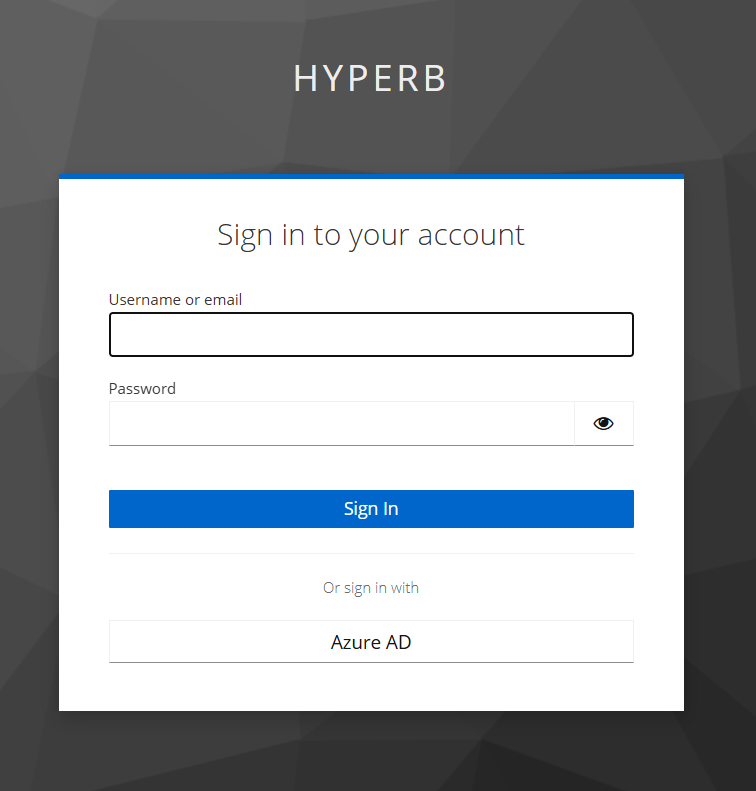 HYPERB
Sign in to your account
Username or email
Password
Sign In
Or sign in with
Azure AD